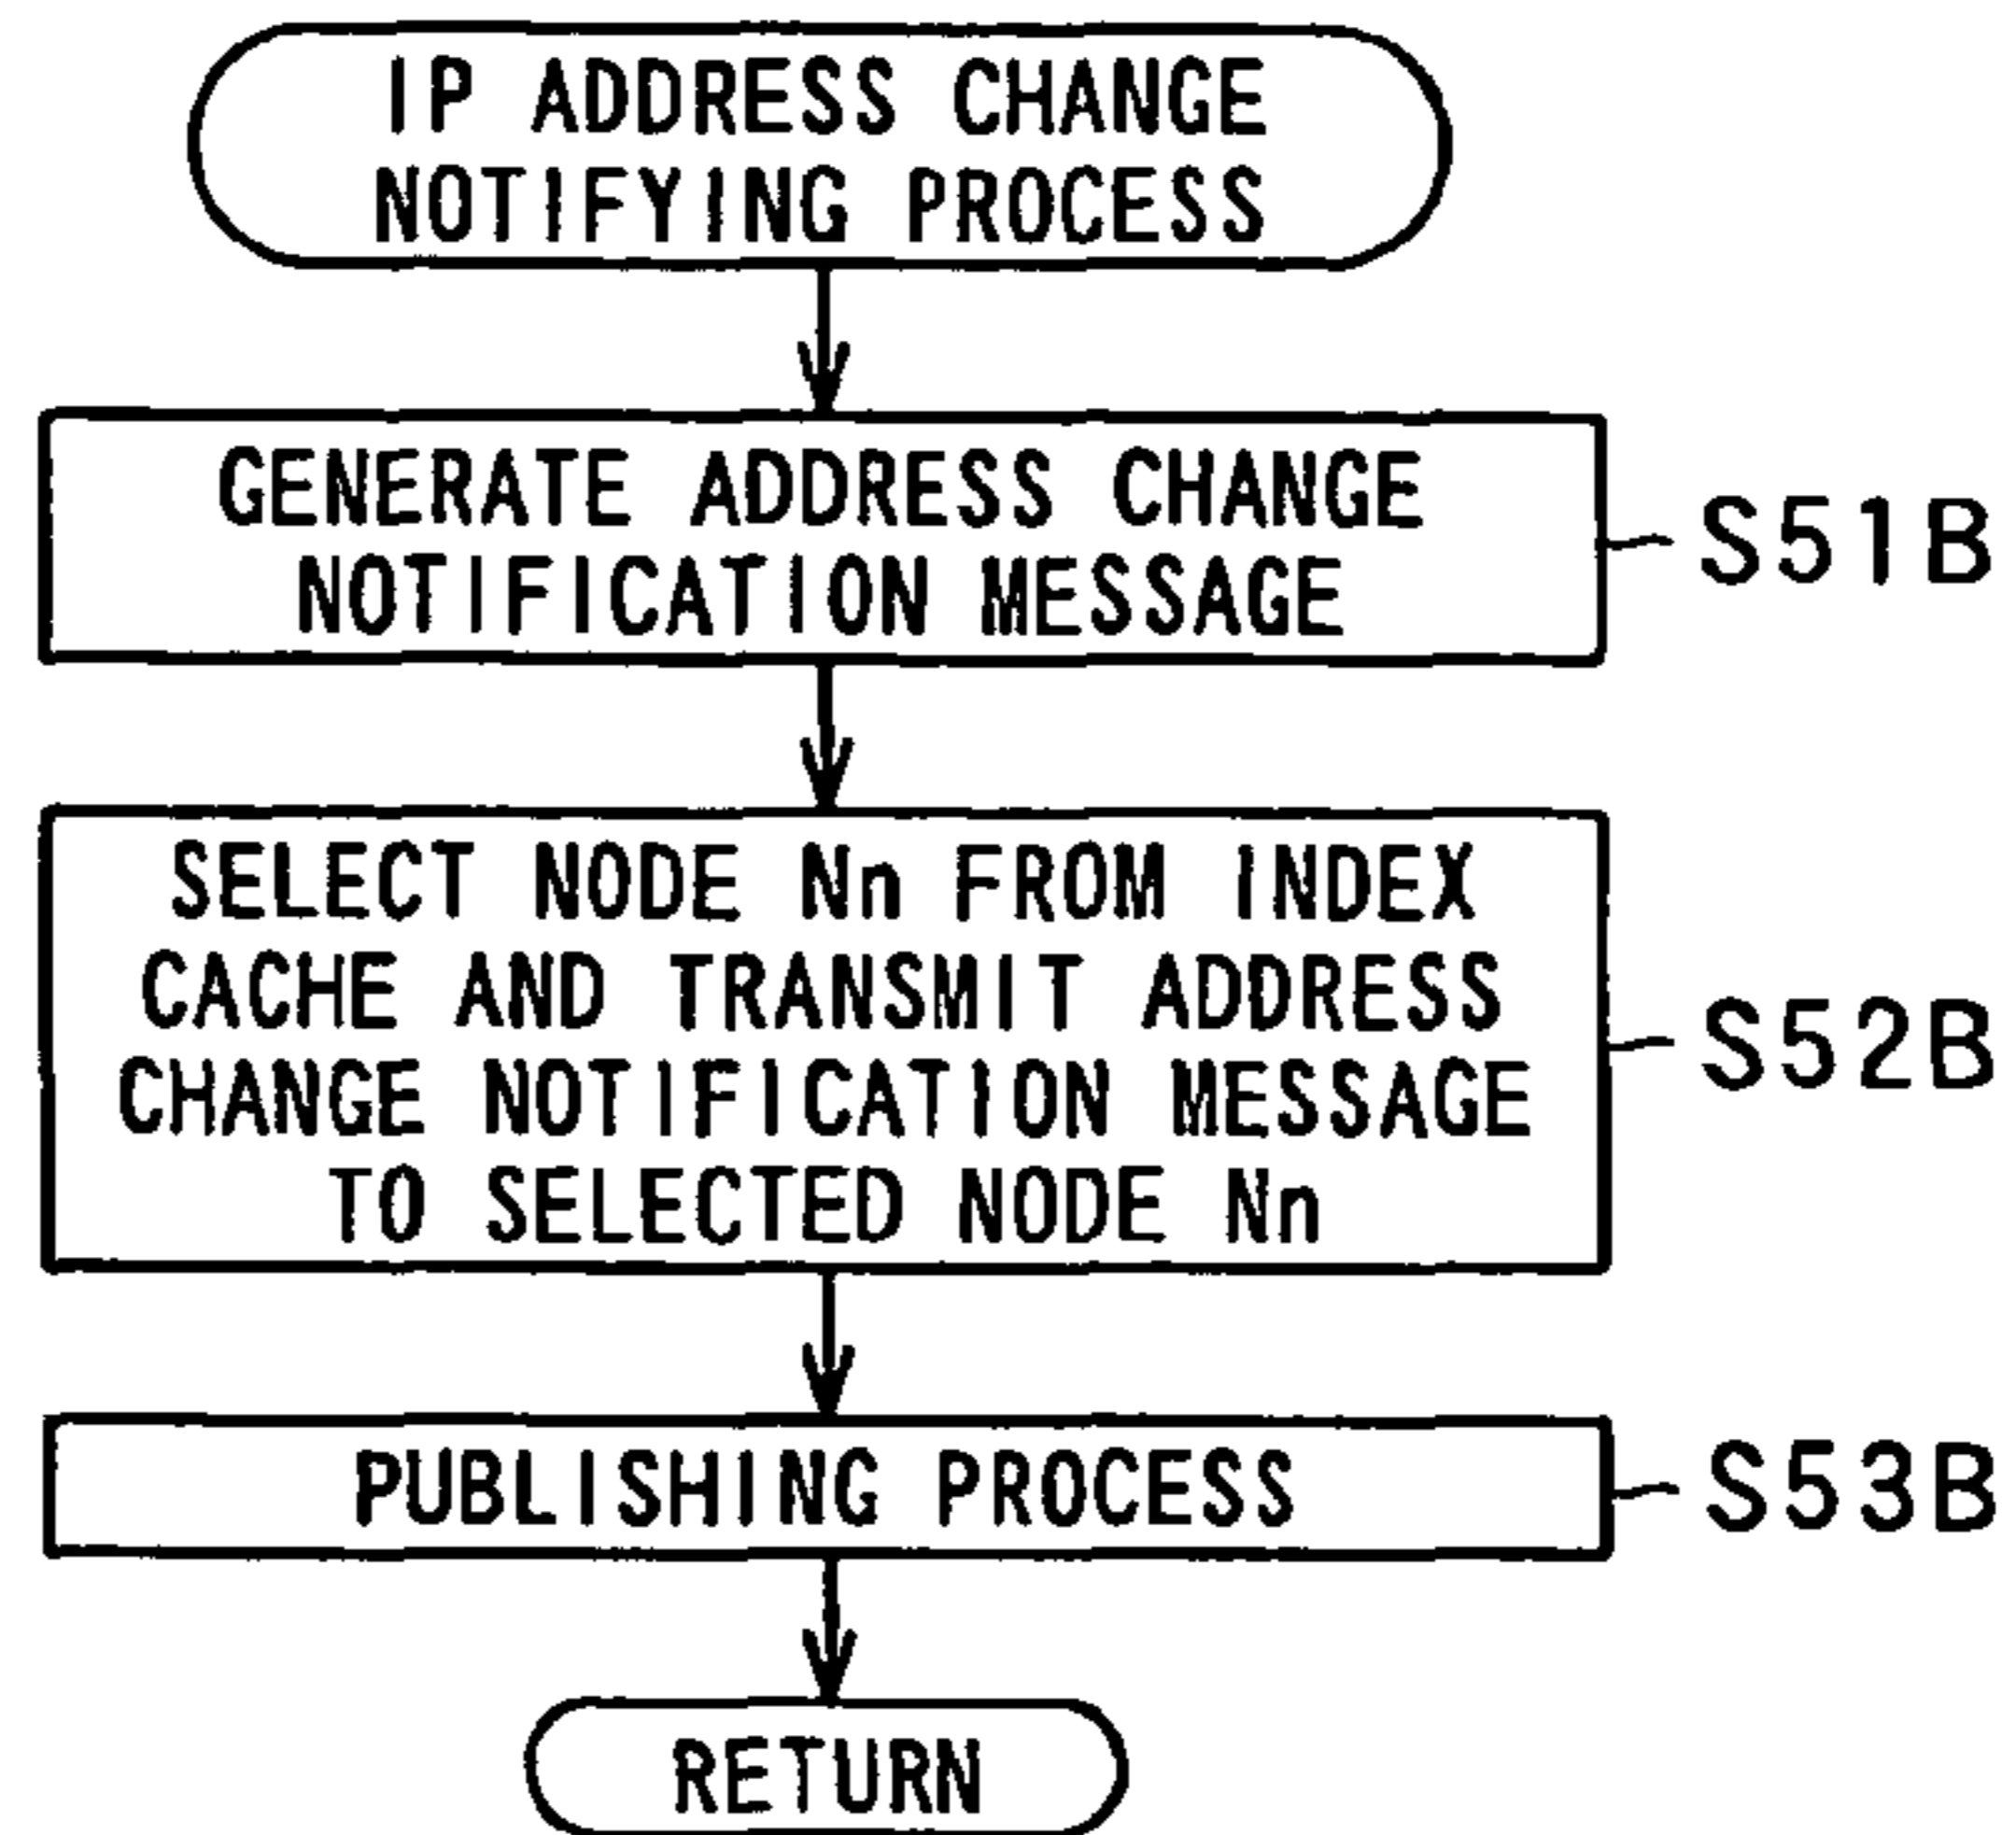 IP ADDRESS CHANGE
NOTIFYING PROCESS
GENERATE ADDRESS CHANGE
NOTIFICATION MESSAGE
S51B
SELECT NODE Nn FROM INDEX
CACHE AND TRANSMIT ADDRESS
CHANGE NOTIFICATION MESSAGE
TO SELECTED NODE Nn
S52B
PUBLISHING PROCESS
S53B
RETURN